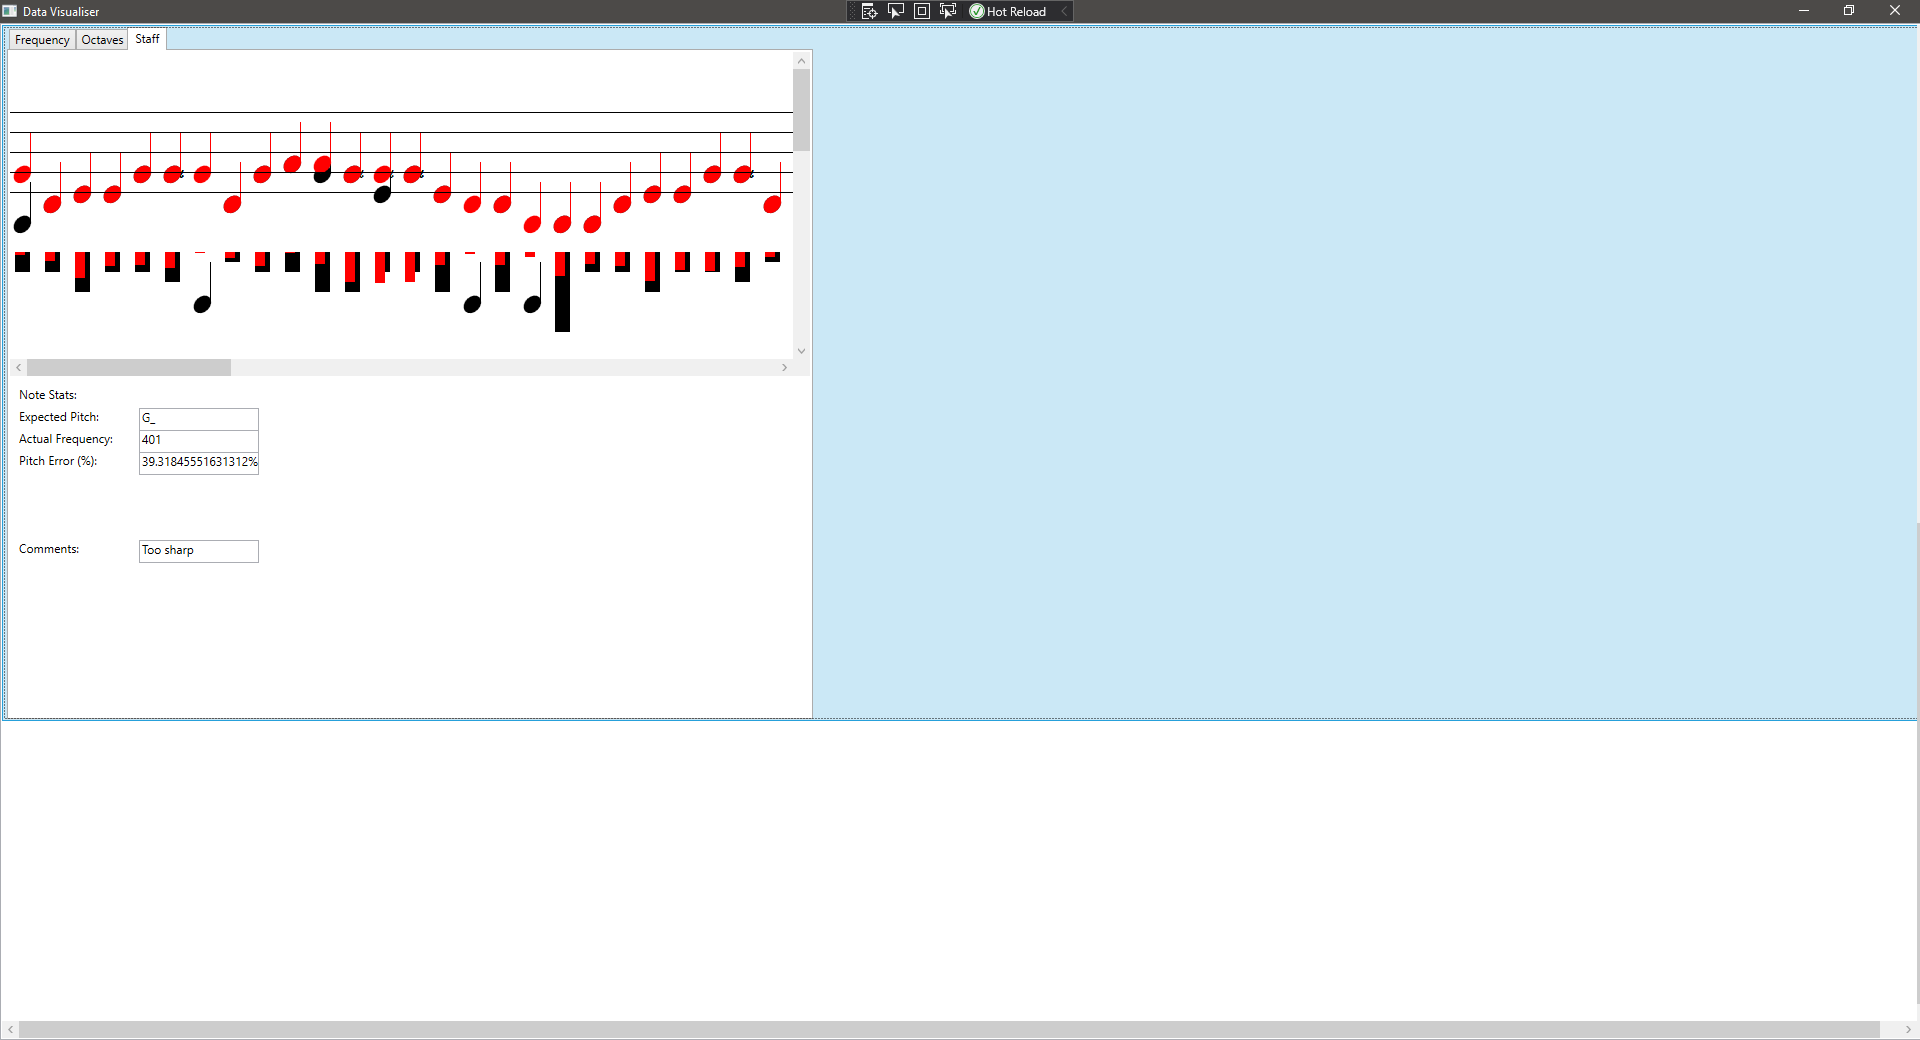 Data Visualiser
Hot Reload
Frequency Octaves Staff
Note Stats:
Expected Pitch: G_
Actual Frequency: 401
Pitch Error (%): 39.31845551631312%
Comments: Too sharp